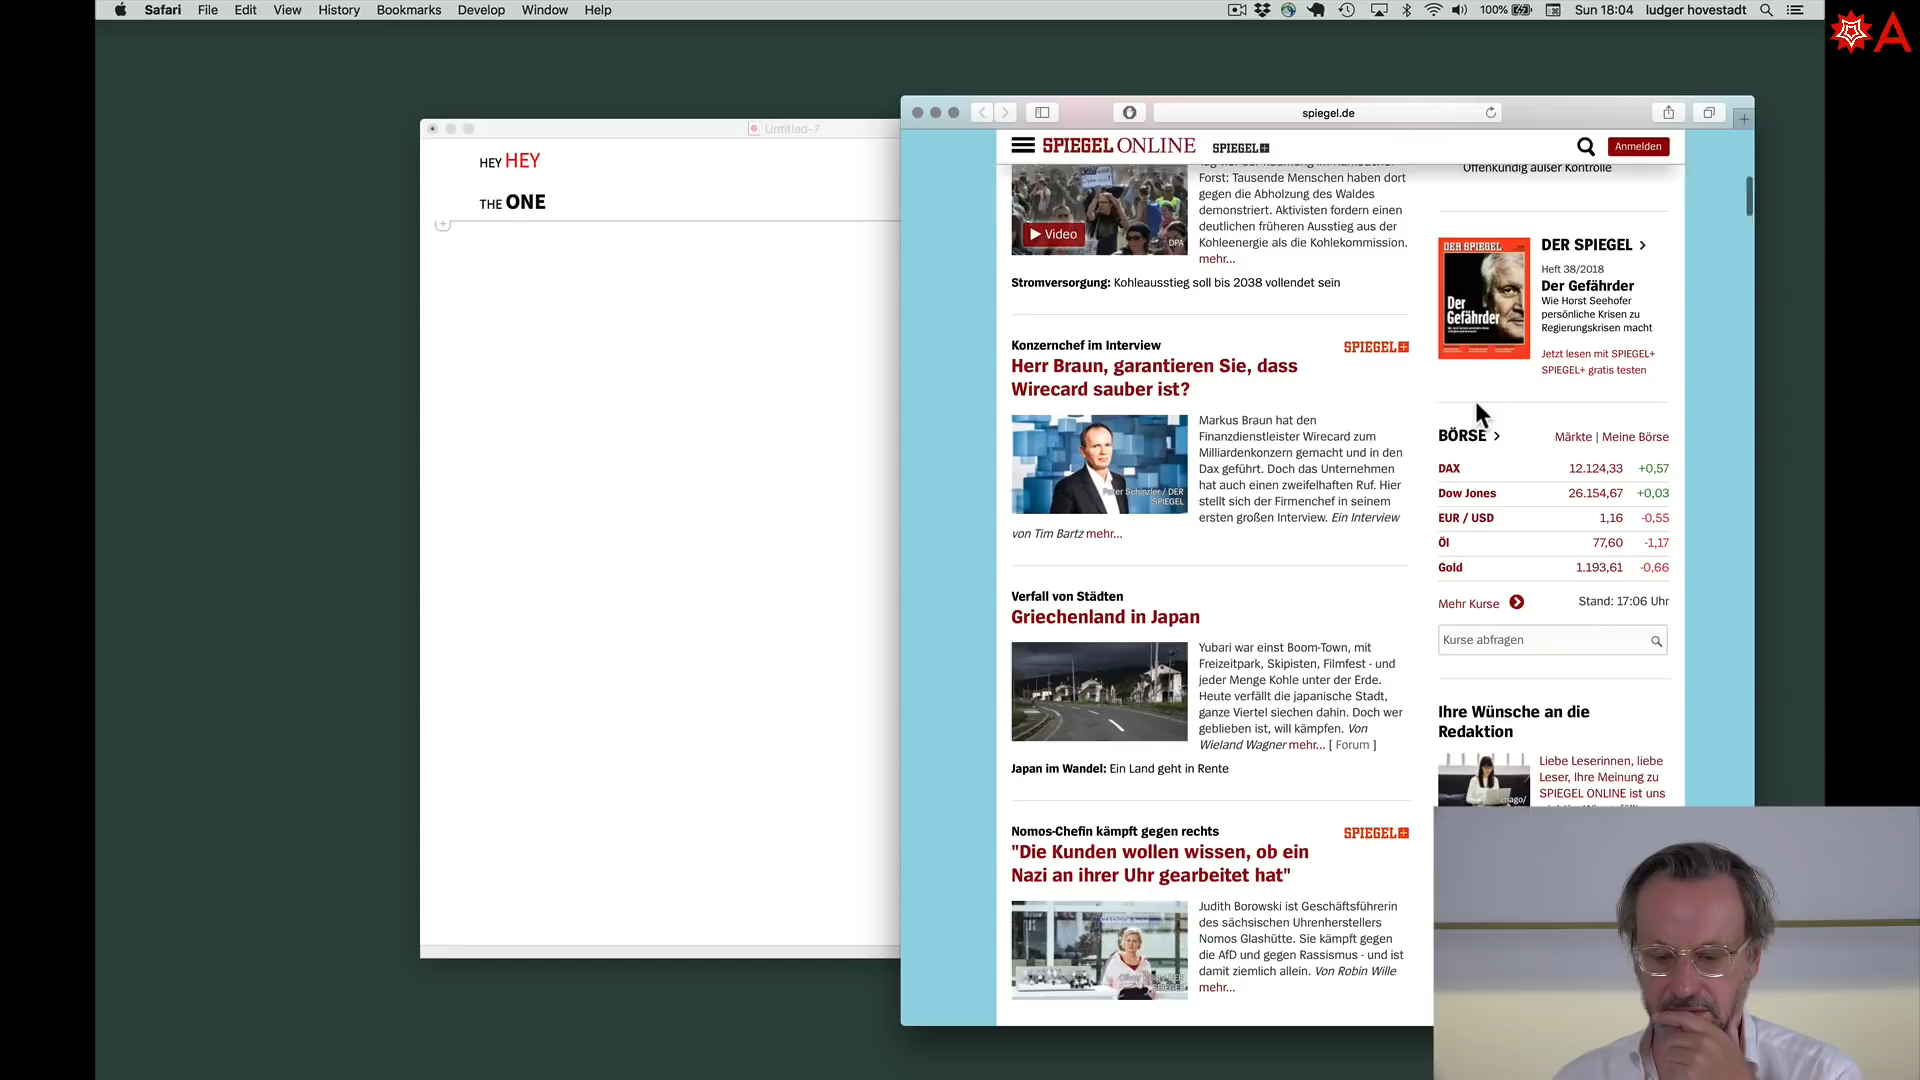 Safari File Edit View History Bookmarks Develop Window Help
100% Sun 18:04 ludger hovestadt
A
Untitled-7
HEY HEY
THE ONE
spiegel.de
SPIEGEL ONLINE SPIEGEL+
Anmelden
Forst: Tausende Menschen haben dort
gegen die Abholzung des Waldes
demonstriert. Aktivisten fordern einen
deutlichen früheren Ausstieg aus der
Kohleenergie als die Kohlekommission.
mehr...
Video
DPA
Stromversorgung: Kohleausstieg soll bis 2038 vollendet sein
Konzernchef im Interview
SPIEGEL+
Herr Braun, garantieren Sie, dass
Wirecard sauber ist?
Markus Braun hat den
Finanzdienstleister Wirecard zum
Milliardenkonzern gemacht und in den
Dax geführt. Doch das Unternehmen
hat auch einen zweifelhaften Ruf. Hier
stellt sich der Firmenchef in seinem
ersten großen Interview. Ein Interview
von Tim Bartz mehr...
Peter Schinzler / DER
SPIEGEL
Verfall von Städten
Griechenland in Japan
Yubari war einst Boom-Town, mit
Freizeitpark, Skipisten, Filmfest - und
jeder Menge Kohle unter der Erde.
Heute verfällt die japanische Stadt,
ganze Viertel siechen dahin. Doch wer
geblieben ist, will kämpfen. Von
Wieland Wagner mehr... [ Forum ]
Japan im Wandel: Ein Land geht in Rente
Nomos-Chefin kämpft gegen rechts
SPIEGEL+
"Die Kunden wollen wissen, ob ein
Nazi an ihrer Uhr gearbeitet hat"
Judith Borowski ist Geschäftsführerin
des sächsischen Uhrenherstellers
Nomos Glashütte. Sie kämpft gegen
die AfD und gegen Rassismus - und ist
damit ziemlich allein. Von Robin Wille
mehr...
SPIEGEL
Offenkundig außer Kontrolle
DER SPIEGEL
Der
Gefährder
DER SPIEGEL
Heft 38/2018
Der Gefährder
Wie Horst Seehofer
persönliche Krisen zu
Regierungskrisen macht
Jetzt lesen mit SPIEGEL+
SPIEGEL+ gratis testen
BÖRSE
Märkte | Meine Börse
DAX 12.124,33 +0,57
Dow Jones 26.154,67 +0,03
EUR / USD 1,16 -0,55
Öl 77,60 -1,17
Gold 1.193,61 -0,66
Mehr Kurse Stand: 17:06 Uhr
Kurse abfragen
Ihre Wünsche an die
Redaktion
Liebe Leserinnen, liebe
Leser, Ihre Meinung zu
SPIEGEL ONLINE ist uns
imago/